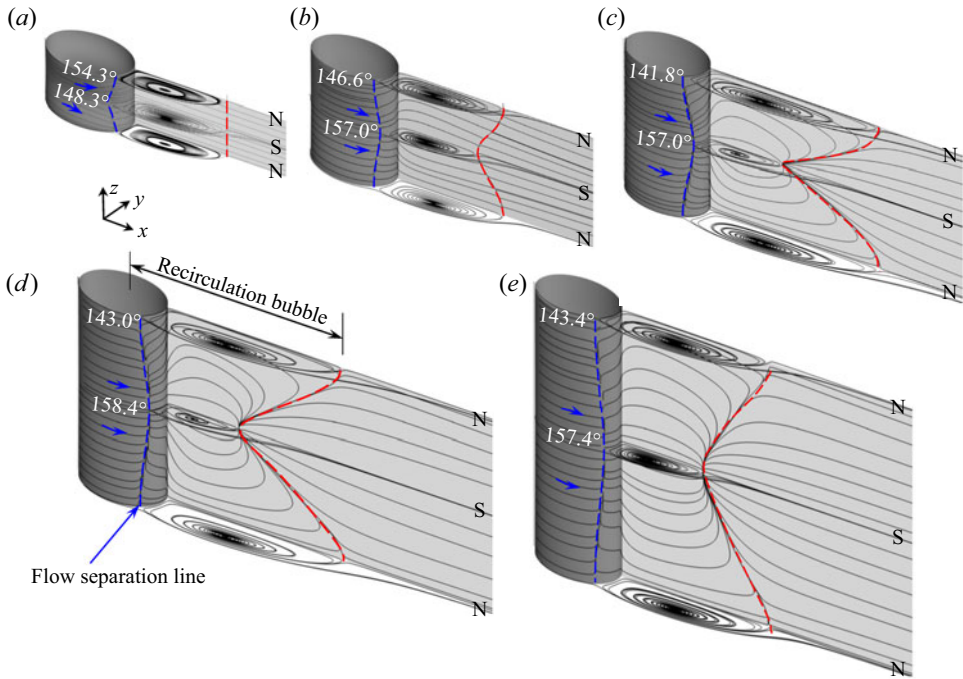 (a)
154.3°
148.3°
N
S
N
(b)
146.6°
157.0°
N
S
N
(c)
141.8°
157.0°
N
S
N
z
y
x
(d)
Recirculation bubble
143.0°
158.4°
N
S
N
Flow separation line
(e)
143.4°
157.4°
N
S
N